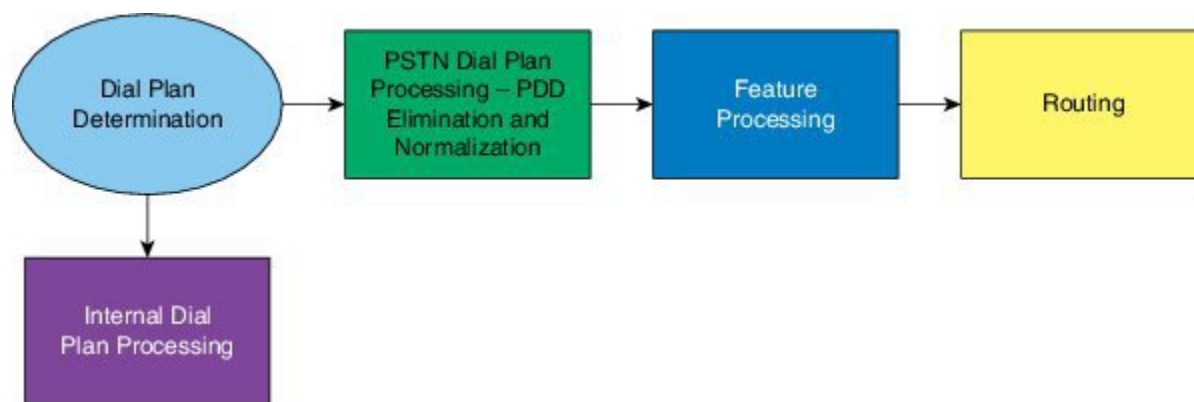 Dial Plan
Determination
PSTN Dial Plan
Processing – PDD
Elimination and
Normalization
Feature
Processing
Routing
Internal Dial
Plan Processing